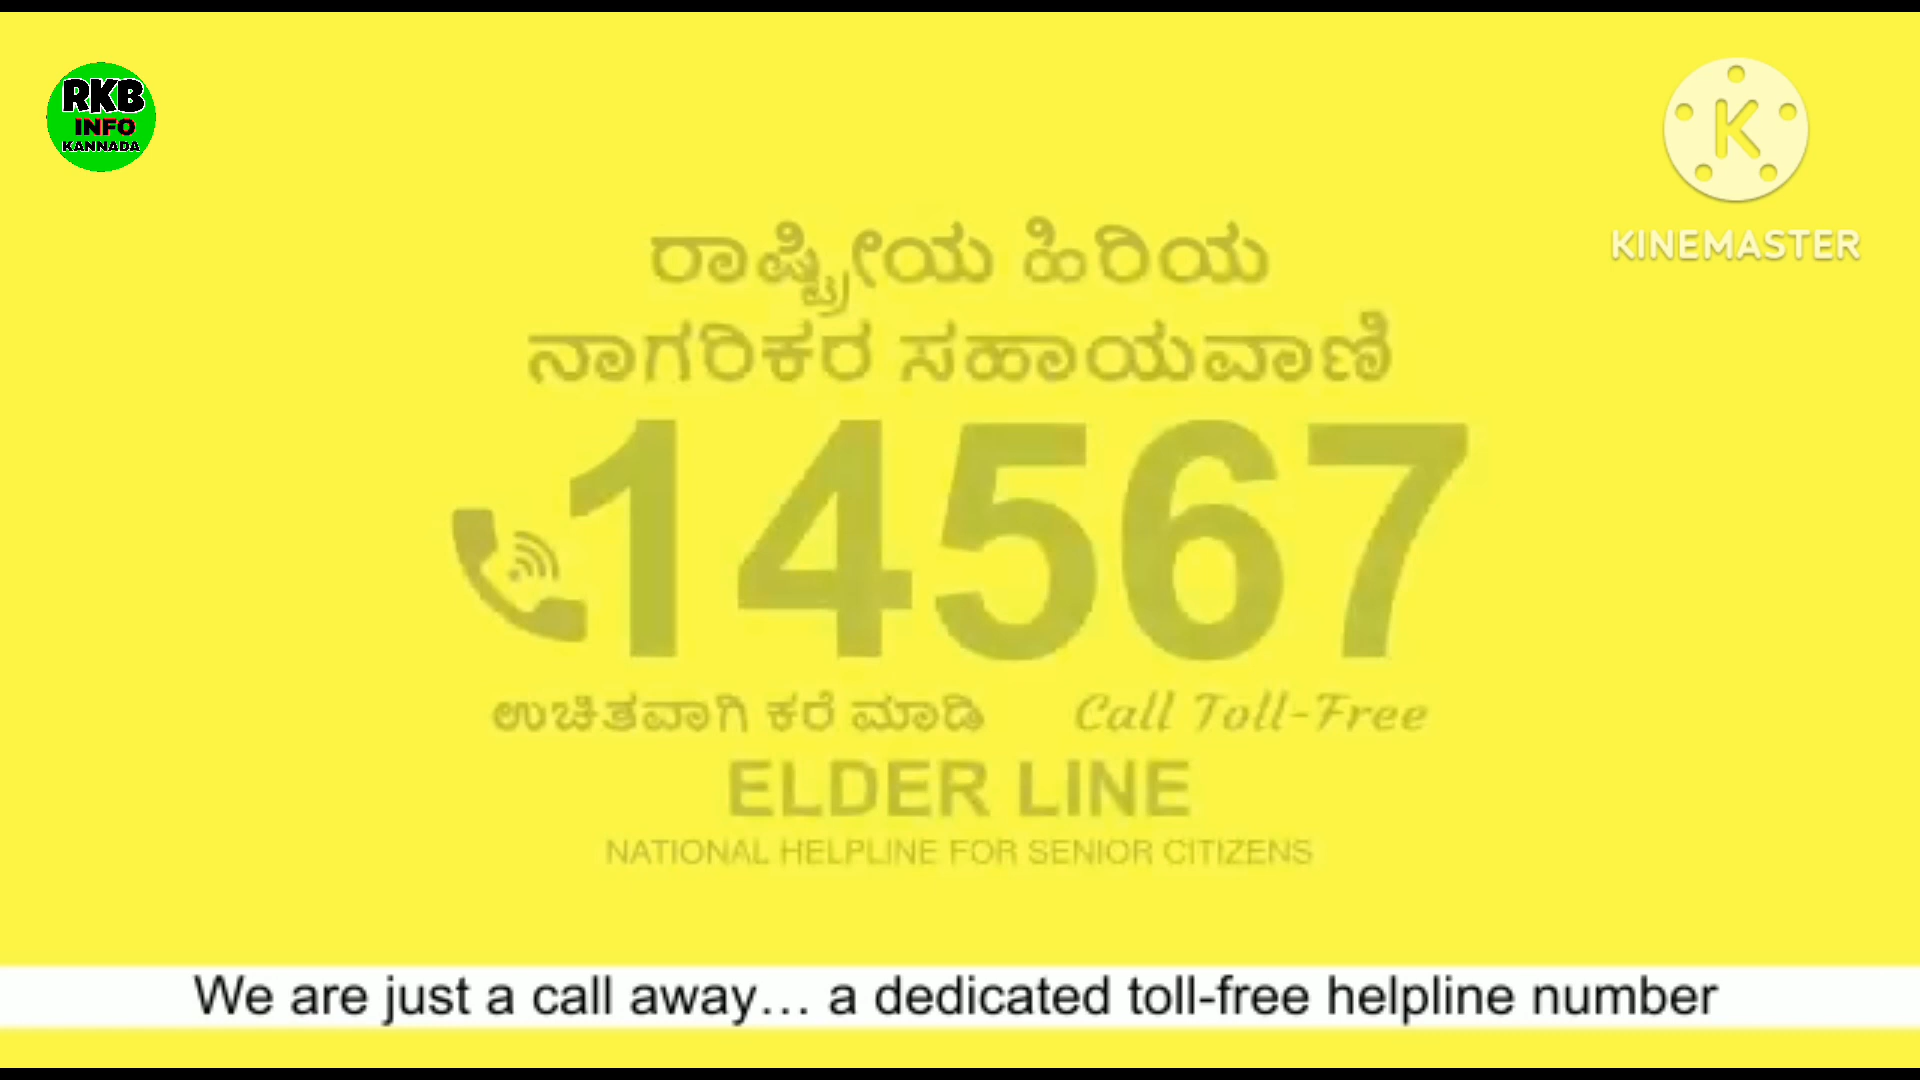 RKB
INFO
KANNADA
KINEMASTER
ರಾಷ್ಟ್ರೀಯ ಹಿರಿಯ
ನಾಗರಿಕರ ಸಹಾಯವಾಣಿ
14567
ಉಚಿತವಾಗಿ ಕರೆ ಮಾಡಿ Call Toll-Free
ELDER LINE
NATIONAL HELPLINE FOR SENIOR CITIZENS
We are just a call away... a dedicated toll-free helpline number